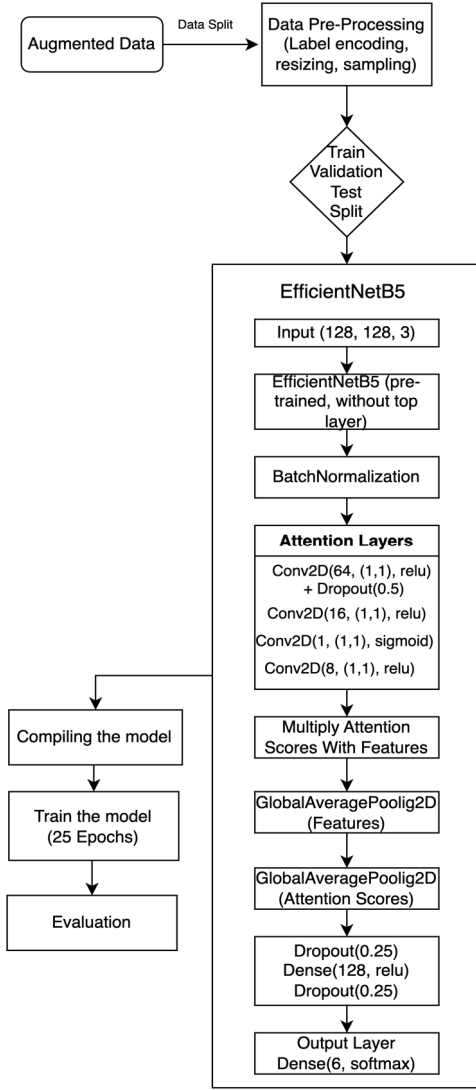 Augmented Data
Data Split
Data Pre-Processing
(Label encoding,
resizing, sampling)
Train
Validation
Test
Split
EfficientNetB5
Input (128, 128, 3)
EfficientNetB5 (pre-
trained, without top
layer)
BatchNormalization
Attention Layers
Conv2D(64, (1,1), relu)
+ Dropout(0.5)
Conv2D(16, (1,1), relu)
Conv2D(1, (1,1), sigmoid)
Conv2D(8, (1,1), relu)
Multiply Attention
Scores With Features
GlobalAveragePoolig2D
(Features)
GlobalAveragePoolig2D
(Attention Scores)
Dropout(0.25)
Dense(128, relu)
Dropout(0.25)
Output Layer
Dense(6, softmax)
Compiling the model
Train the model
(25 Epochs)
Evaluation